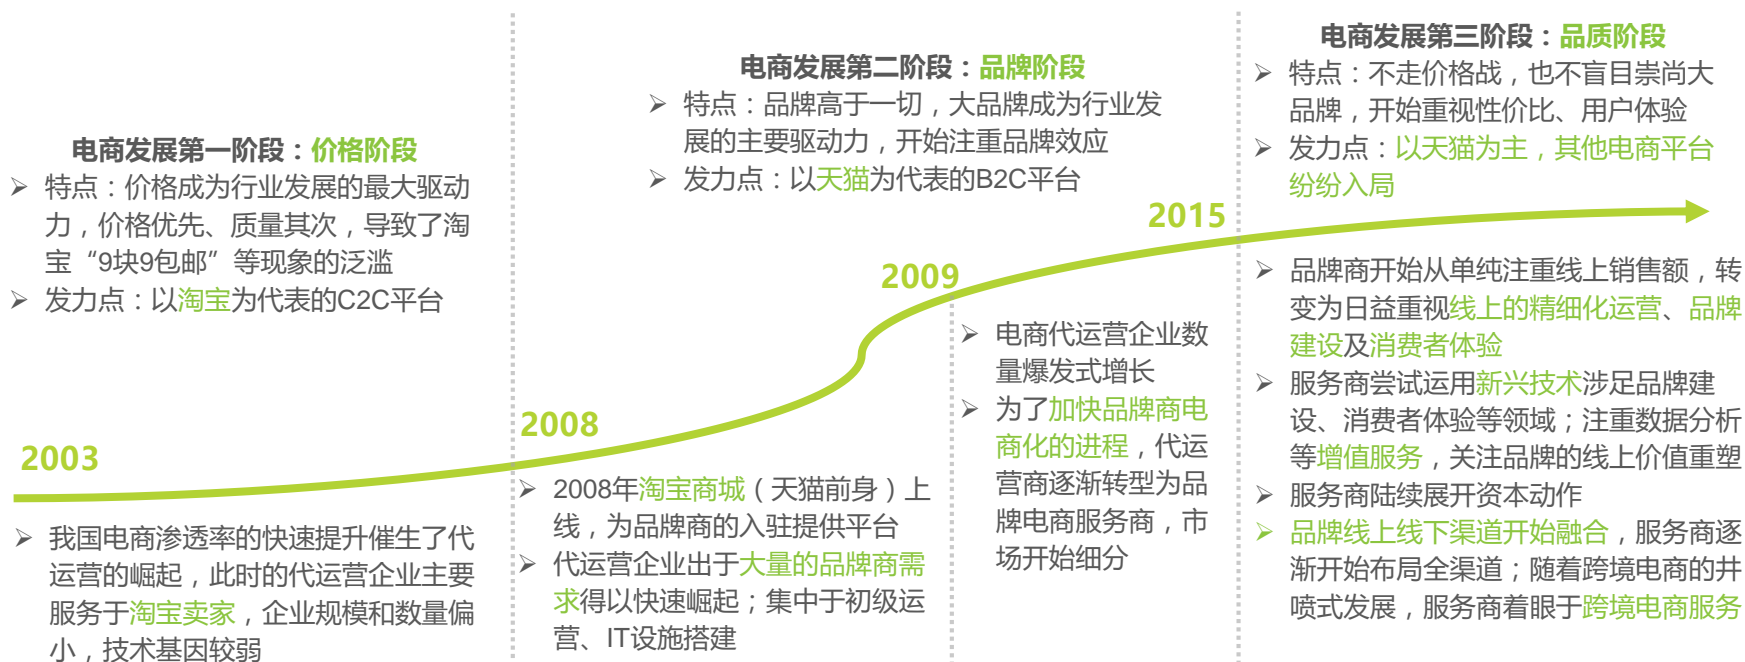 电商发展第一阶段：价格阶段
➢ 特点：价格成为行业发展的最大驱动
力，价格优先、质量其次，导致了淘
宝“9块9包邮”等现象的泛滥
➢ 发力点：以淘宝为代表的C2C平台
2003
➢ 我国电商渗透率的快速提升催生了代
运营的崛起，此时的代运营企业主要
服务于淘宝卖家，企业规模和数量偏
小，技术基因较弱
电商发展第二阶段：品牌阶段
➢ 特点：品牌高于一切，大品牌成为行业发
展的主要驱动力，开始注重品牌效应
➢ 发力点：以天猫为代表的B2C平台
2008
➢ 2008年淘宝商城（天猫前身）上
线，为品牌商的入驻提供平台
➢ 代运营企业出于大量的品牌商需
求得以快速崛起；集中于初级运
营、IT设施搭建
2009
➢ 电商代运营企业数
量爆发式增长
➢ 为了加快品牌商电
商化的进程，代运
营商逐渐转型为品
牌电商服务商，市
场开始细分
2015
电商发展第三阶段：品质阶段
➢ 特点：不走价格战，也不盲目崇尚大
品牌，开始重视性价比、用户体验
➢ 发力点：以天猫为主，其他电商平台
纷纷入局
➢ 品牌商开始从单纯注重线上销售额，转
变为日益重视线上的精细化运营、品牌
建设及消费者体验
➢ 服务商尝试运用新兴技术涉足品牌建
设、消费者体验等领域；注重数据分析
等增值服务，关注品牌的线上价值重塑
➢ 服务商陆续展开资本动作
➢ 品牌线上线下渠道开始融合，服务商逐
渐开始布局全渠道；随着跨境电商的井
喷式发展，服务商着眼于跨境电商服务